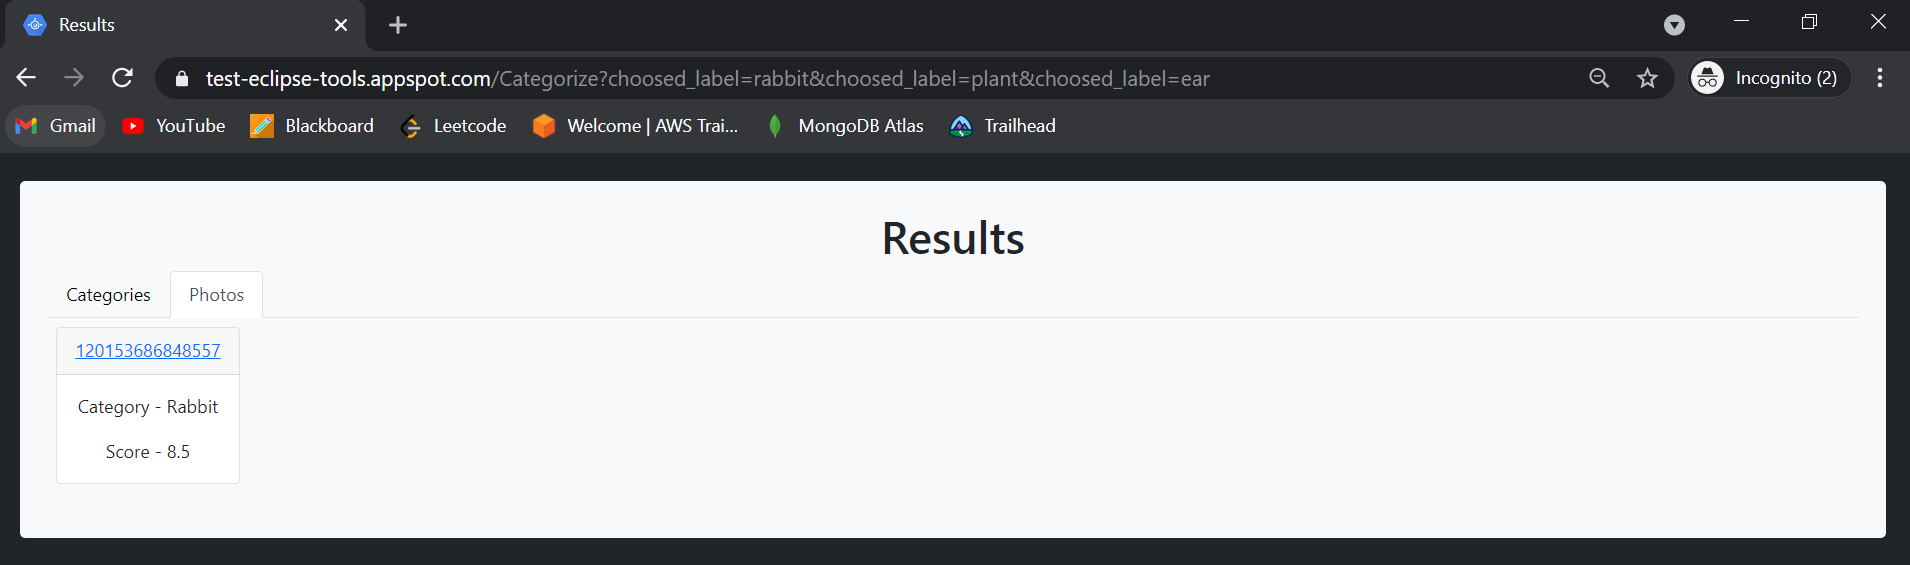 Results
test-eclipse-tools.appspot.com/Categorize?choosed_label=rabbit&choosed_label=plant&choosed_label=ear
Incognito (2)
Gmail
YouTube
Blackboard
Leetcode
Welcome | AWS Trai...
MongoDB Atlas
Trailhead
Results
Categories
Photos
120153686848557
Category - Rabbit
Score - 8.5